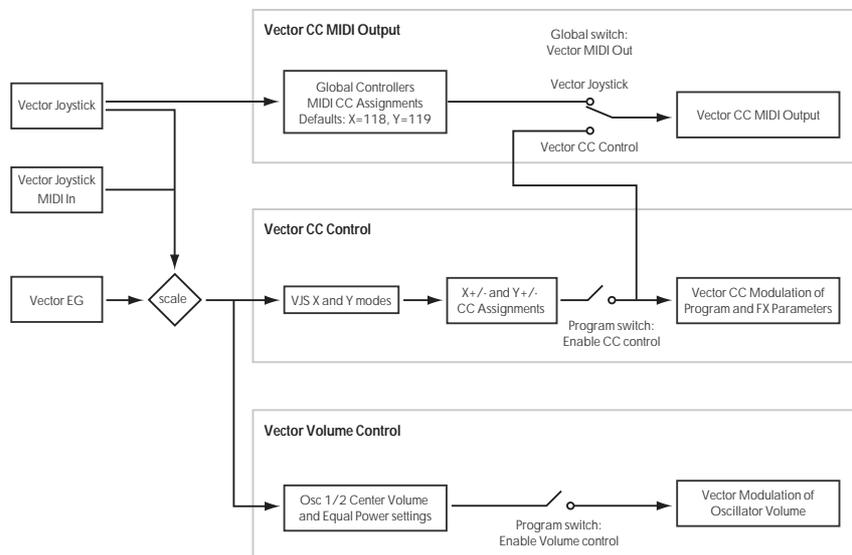 Vector CC MIDI Output
Global switch:
Vector MIDI Out
Vector Joystick
Global Controllers
MIDI CC Assignments
Defaults: X=118, Y=119
Vector Joystick
Vector CC MIDI Output
Vector CC Control
Vector Joystick
MIDI In
Vector CC Control
Vector EG
scale
VJS X and Y modes
X+/- and Y+/-
CC Assignments
Program switch:
Enable CC control
Vector CC Modulation of
Program and FX Parameters
Vector Volume Control
Osc 1/2 Center Volume
and Equal Power settings
Program switch:
Enable Volume control
Vector Modulation of
Oscillator Volume